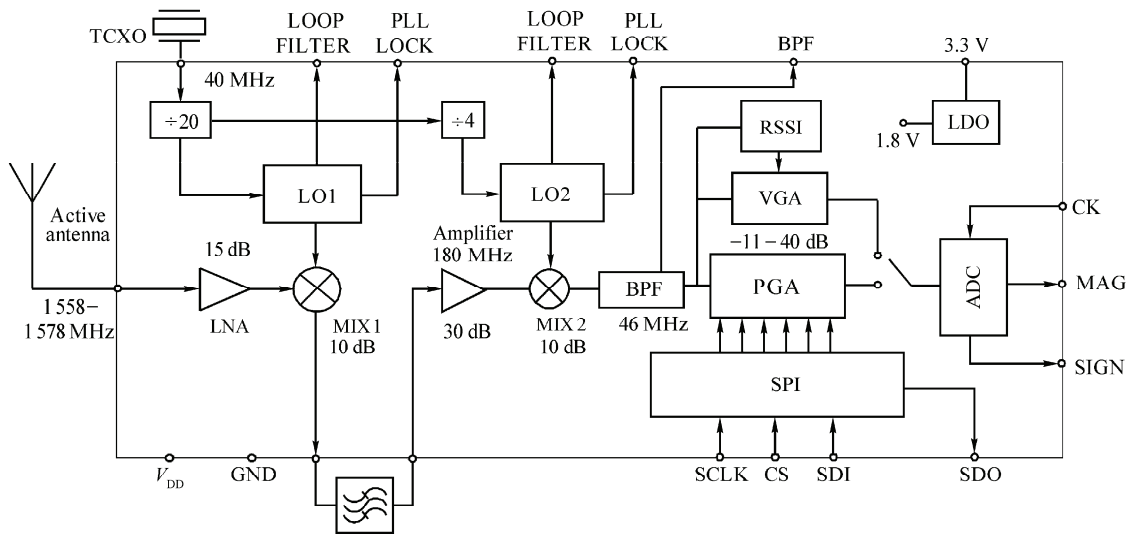 TCXO
LOOP
FILTER
PLL
LOCK
LOOP
FILTER
PLL
LOCK
BPF
3.3 V
40 MHz
÷20
÷4
RSSI
LDO
1.8 V
LO1
LO2
VGA
CK
Active
antenna
15 dB
Amplifier
180 MHz
−11−40 dB
ADC
MAG
BPF
PGA
1 558−
1 578 MHz
LNA
MIX 1
10 dB
30 dB
MIX 2
10 dB
46 MHz
SIGN
SPI
VDD
GND
SCLK
CS
SDI
SDO